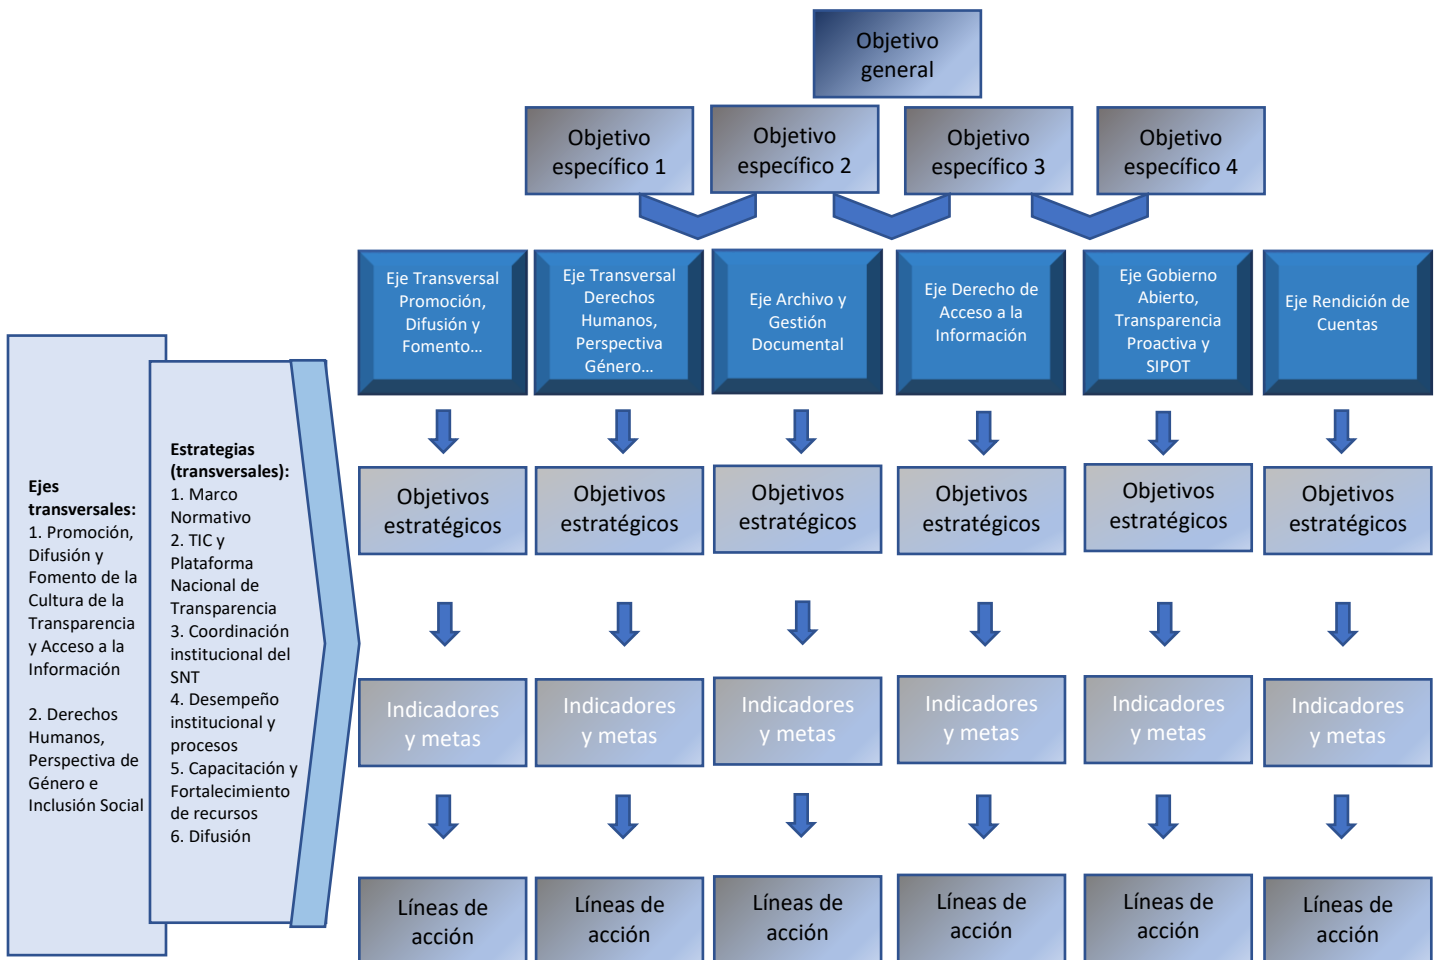 Objetivo
general
Objetivo
específico 1
Objetivo
específico 2
Objetivo
específico 3
Objetivo
específico 4
Eje Transversal
Promoción,
Difusión y
Fomento…
Eje Transversal
Derechos
Humanos,
Perspectiva
Género…
Eje Archivo y
Gestión
Documental
Eje Derecho de
Acceso a la
Información
Eje Gobierno
Abierto,
Transparencia
Proactiva y
SIPOT
Eje Rendición de
Cuentas
Ejes
transversales:
1. Promoción,
Difusión y
Fomento de la
Cultura de la
Transparencia
y Acceso a la
Información
2. Derechos
Humanos,
Perspectiva de
Género e
Inclusión Social
Estrategias
(transversales):
1. Marco
Normativo
2. TIC y
Plataforma
Nacional de
Transparencia
3. Coordinación
institucional del
SNT
4. Desempeño
institucional y
procesos
5. Capacitación y
Fortalecimiento
de recursos
6. Difusión
Objetivos
estratégicos
Objetivos
estratégicos
Objetivos
estratégicos
Objetivos
estratégicos
Objetivos
estratégicos
Objetivos
estratégicos
Indicadores
y metas
Indicadores
y metas
Indicadores
y metas
Indicadores
y metas
Indicadores
y metas
Indicadores
y metas
Líneas de
acción
Líneas de
acción
Líneas de
acción
Líneas de
acción
Líneas de
acción
Líneas de
acción